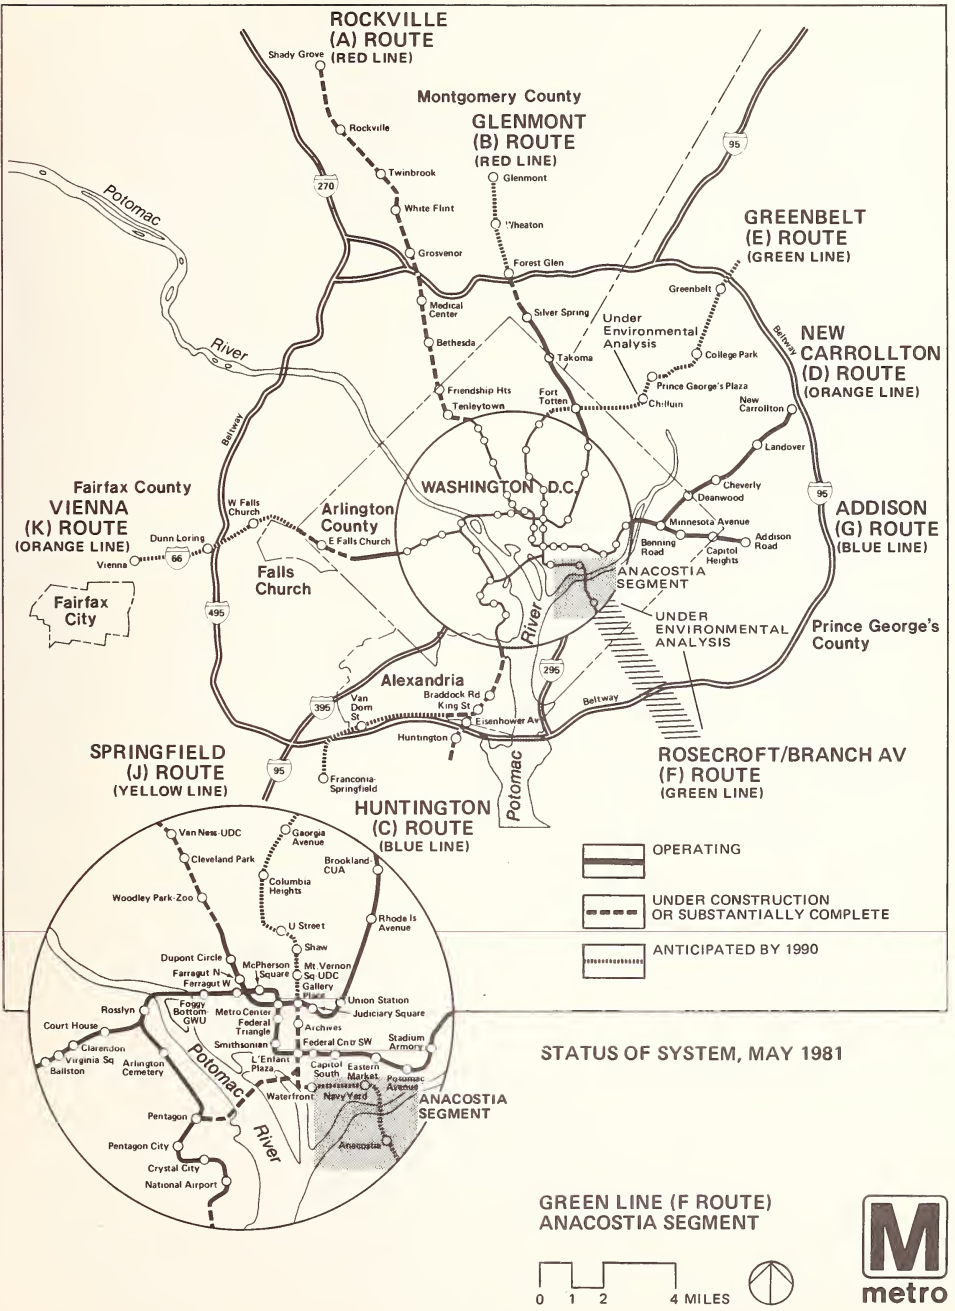 ROCKVILLE
(A) ROUTE
(RED LINE)
Shady Grove
Montgomery County
GLENMONT
(B) ROUTE
(RED LINE)
Rockville
Twinbrook
White Flint
Grosvenor
Medical
Center
Bethesda
Friendship Hts
Tenleytown
Glenmont
Wheaton
Forest Glen
Silver Spring
Takoma
Fort
Totten
270
95
Potomac
River
GREENBELT
(E) ROUTE
(GREEN LINE)
Greenbelt
Under
Environmental
Analysis
College Park
Prince George's Plaza
Chillum
Beltway
NEW
CARROLLTON
(D) ROUTE
(ORANGE LINE)
New
Carrollton
Landover
Cheverly
Deanwood
Minnesota Avenue
Benning
Road
Capitol
Heights
Addison
Road
95
ADDISON
(G) ROUTE
(BLUE LINE)
Beltway
WASHINGTON D.C.
Fairfax County
VIENNA
(K) ROUTE
(ORANGE LINE)
W Falls
Church
Arlington
County
E Falls Church
Dunn Loring
Vienna
66
Falls
Church
Fairfax
City
495
ANACOSTIA
SEGMENT
UNDER
ENVIRONMENTAL
ANALYSIS
Prince George's
County
River
295
Beltway
Alexandria
Braddock Rd
King St
Van
Dorn
St
395
Eisenhower Av
Huntington
95
Franconia-
Springfield
Potomac
SPRINGFIELD
(J) ROUTE
(YELLOW LINE)
HUNTINGTON
(C) ROUTE
(BLUE LINE)
ROSECROFT/BRANCH AV
(F) ROUTE
(GREEN LINE)
OPERATING
UNDER CONSTRUCTION
OR SUBSTANTIALLY COMPLETE
ANTICIPATED BY 1990
Van Ness-UDC
Cleveland Park
Woodley Park-Zoo
Georgia
Avenue
Columbia
Heights
Brookland-
CUA
U Street
Rhode Is
Avenue
Shaw
Dupont Circle
Farragut N
Farragut W
McPherson
Square
Mt. Vernon
Sq-UDC
Gallery
Place
Union Station
Judiciary Square
Rosslyn
Foggy
Bottom-
GWU
Metro Center
Federal
Triangle
Archives
Court House
Clarendon
Virginia Sq
Ballston
Arlington
Cemetery
Smithsonian
L'Enfant
Plaza
Federal Cntr SW
Capitol
South
Eastern
Market
Stadium
Armory
Potomac
Avenue
Potomac
River
Waterfront
Navy Yard
ANACOSTIA
SEGMENT
Anacostia
Pentagon
Pentagon City
Crystal City
National Airport
STATUS OF SYSTEM, MAY 1981
GREEN LINE (F ROUTE)
ANACOSTIA SEGMENT
0 1 2 4 MILES
M
metro